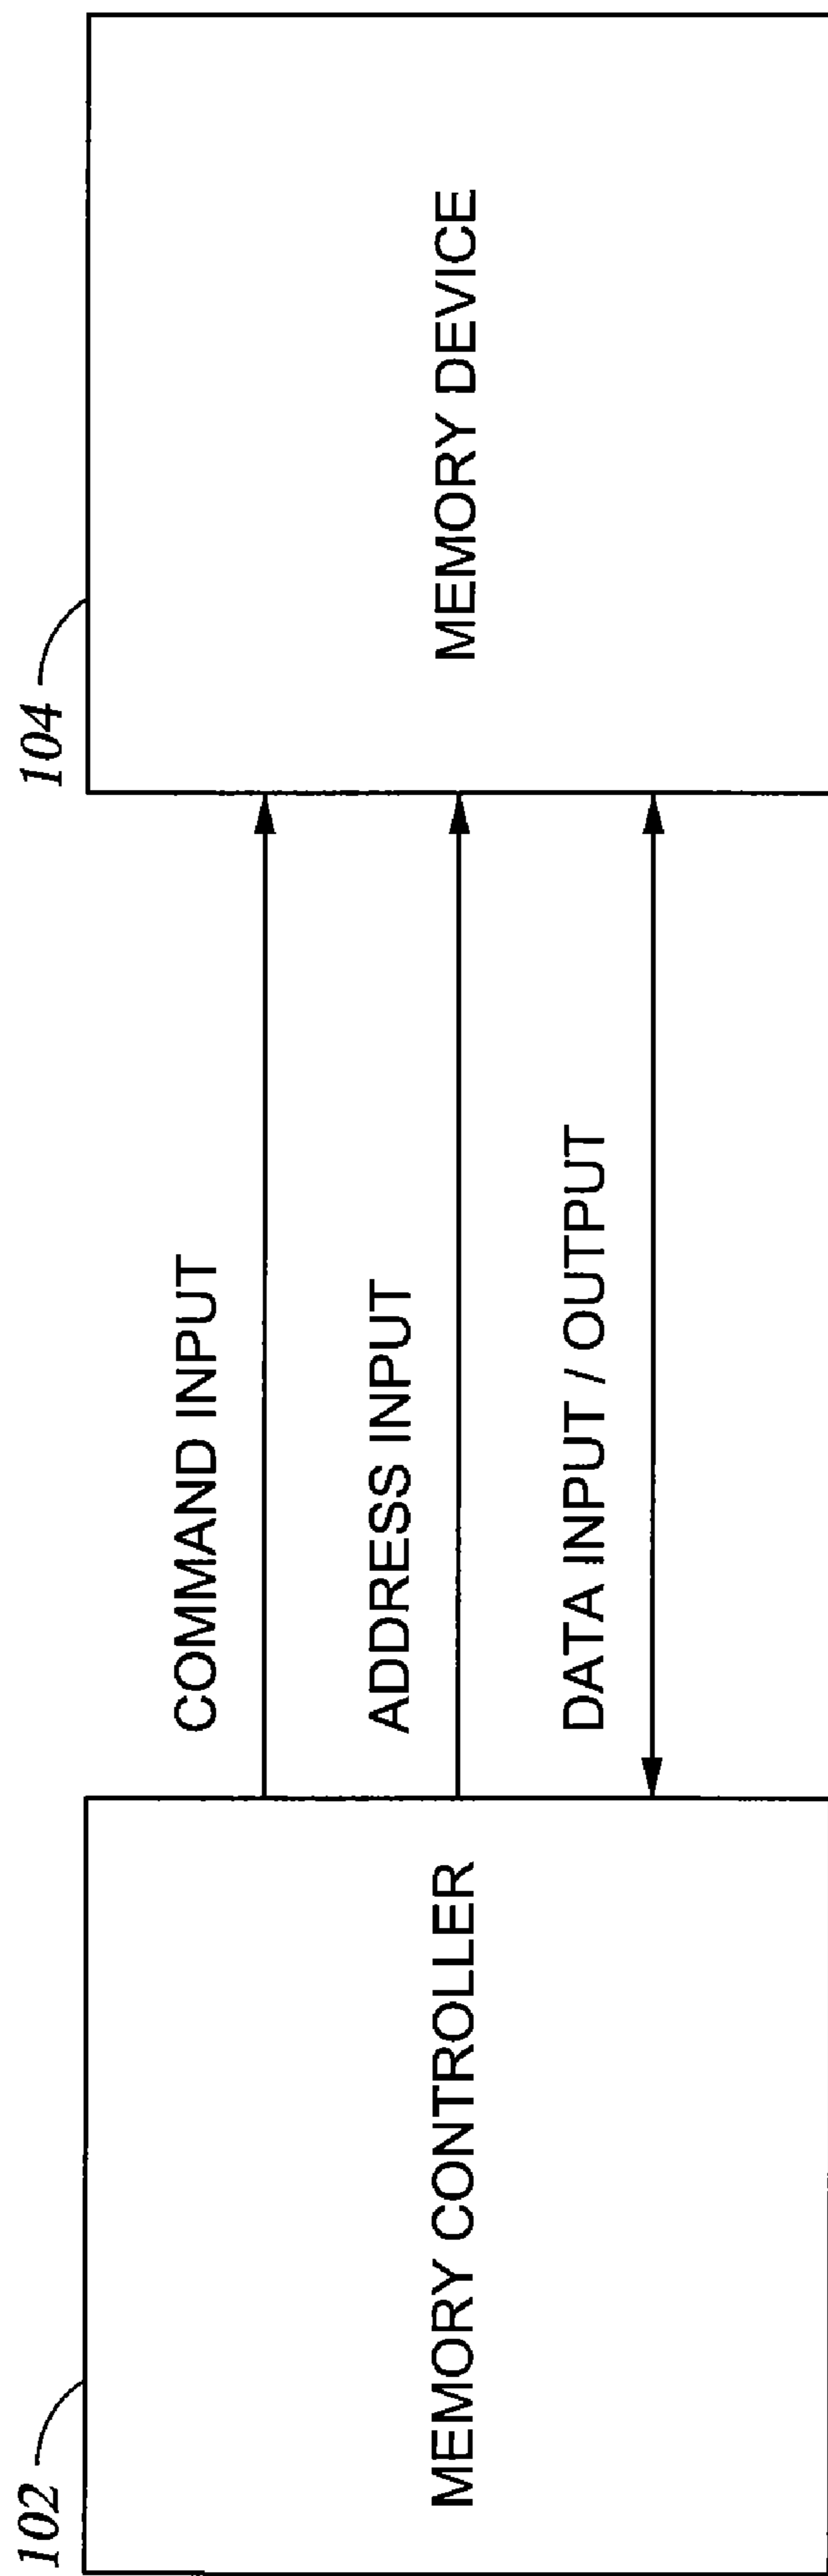 102
MEMORY CONTROLLER
COMMAND INPUT
ADDRESS INPUT
DATA INPUT / OUTPUT
104
MEMORY DEVICE